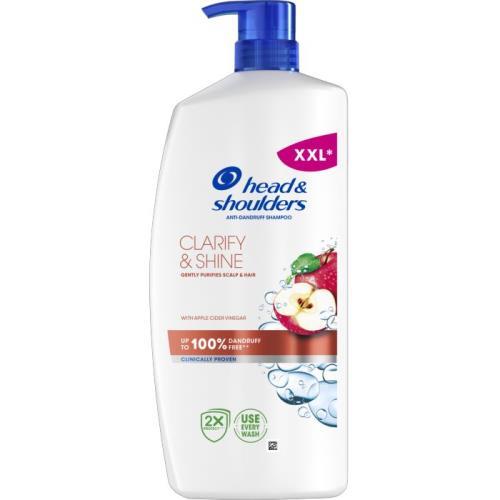 XXL*
head&
shoulders
ANTI-DANDRUFF SHAMPOO
CLARIFY
& SHINE
GENTLY PURIFIES SCALP & HAIR
WITH APPLE CIDER VINEGAR
UP TO 100% DANDRUFF FREE**
CLINICALLY PROVEN
2X
USE
EVERY
WASH